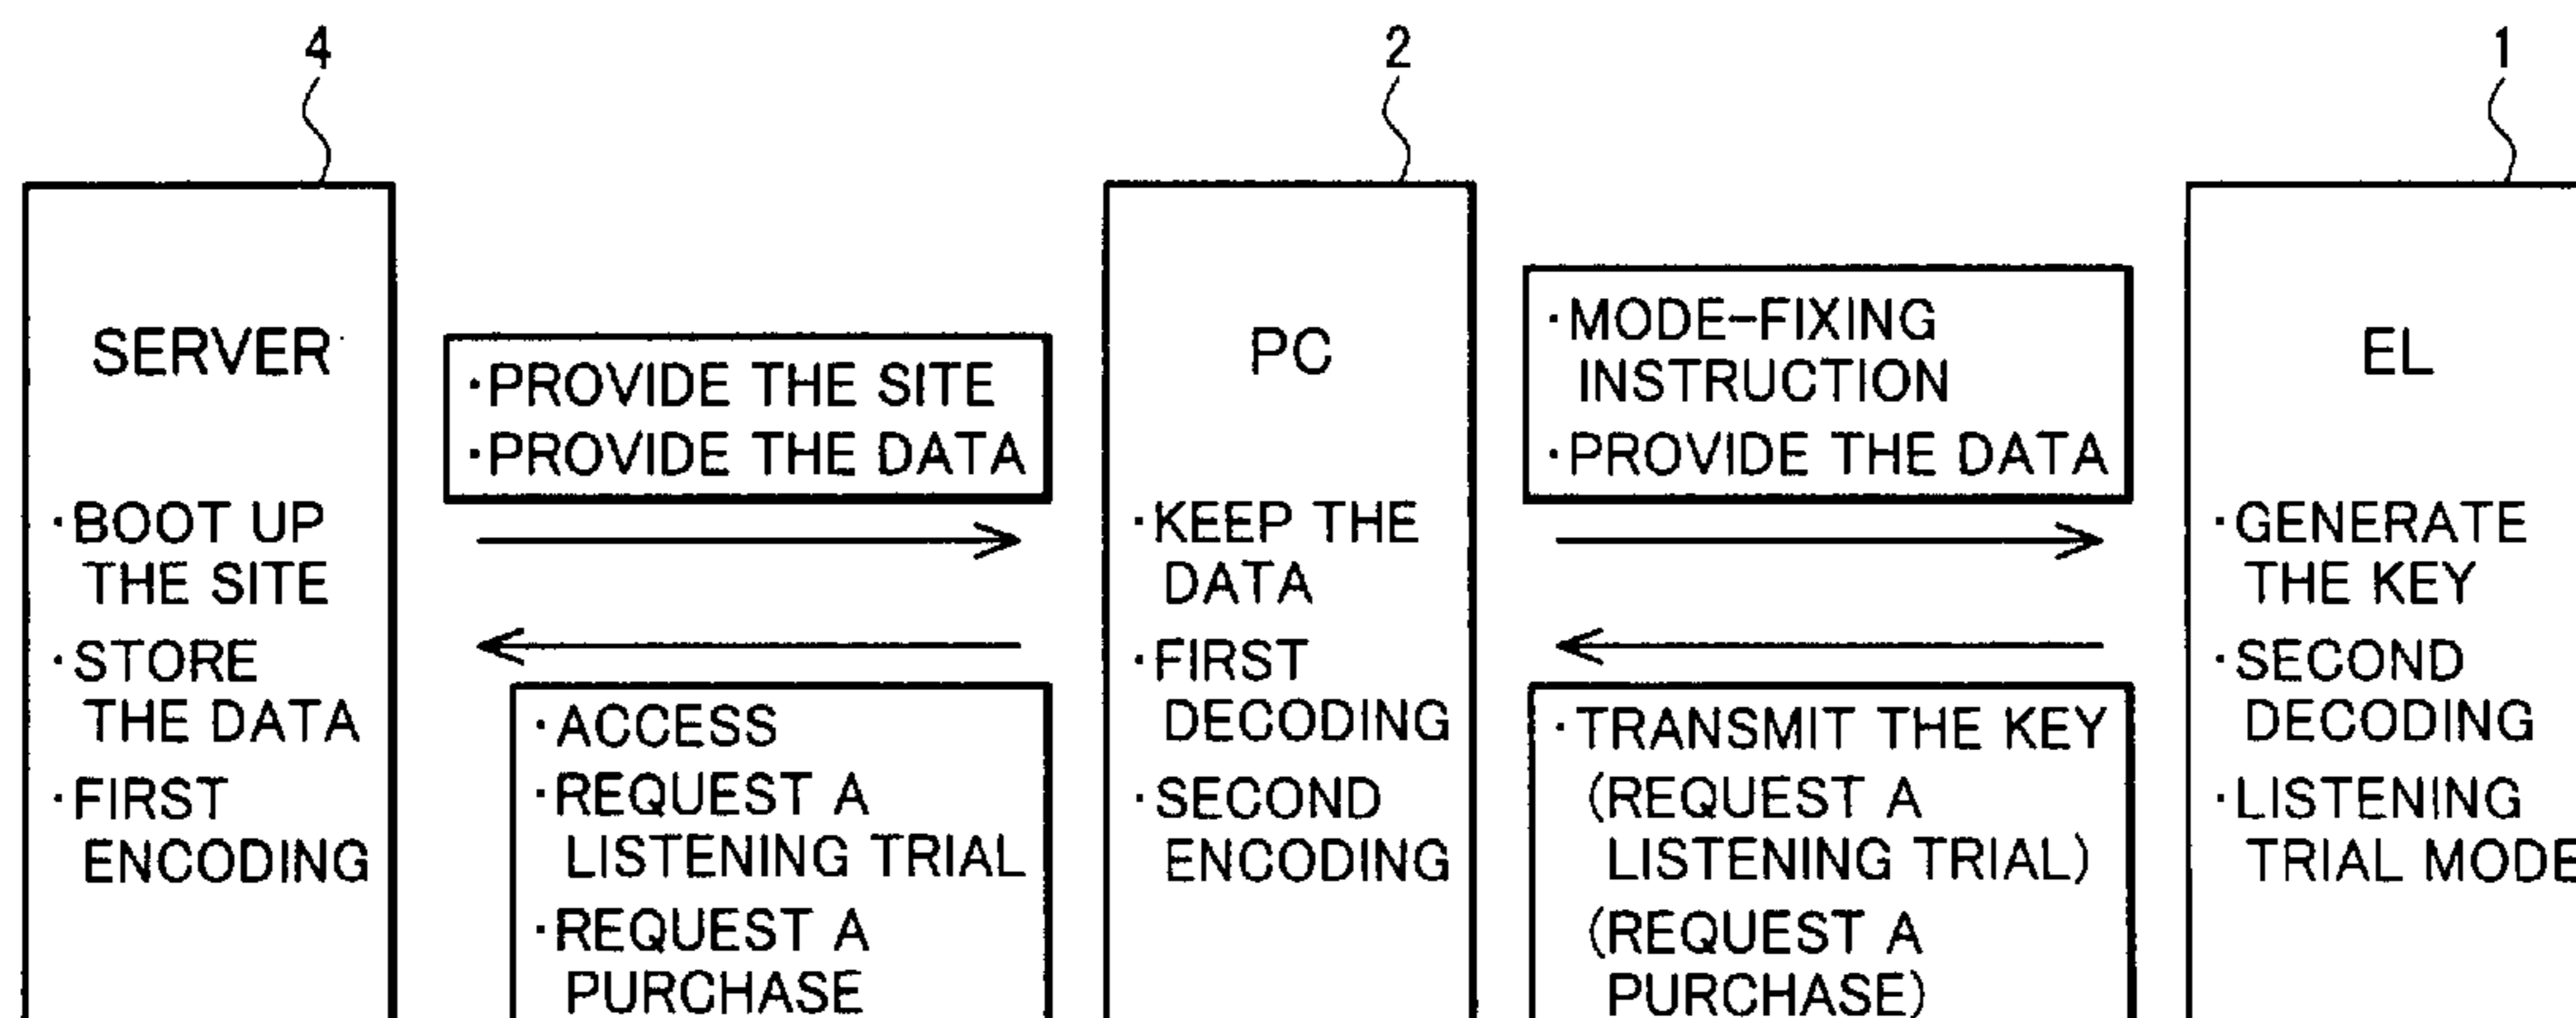 4
2
1
SERVER
·BOOT UP
THE SITE
·STORE
THE DATA
·FIRST
ENCODING
·PROVIDE THE SITE
·PROVIDE THE DATA
·ACCESS
·REQUEST A
LISTENING TRIAL
·REQUEST A
PURCHASE
PC
·KEEP THE
DATA
·FIRST
DECODING
·SECOND
ENCODING
·MODE-FIXING
INSTRUCTION
·PROVIDE THE DATA
·TRANSMIT THE KEY
(REQUEST A
LISTENING TRIAL)
(REQUEST A
PURCHASE)
EL
·GENERATE
THE KEY
·SECOND
DECODING
·LISTENING
TRIAL MODE